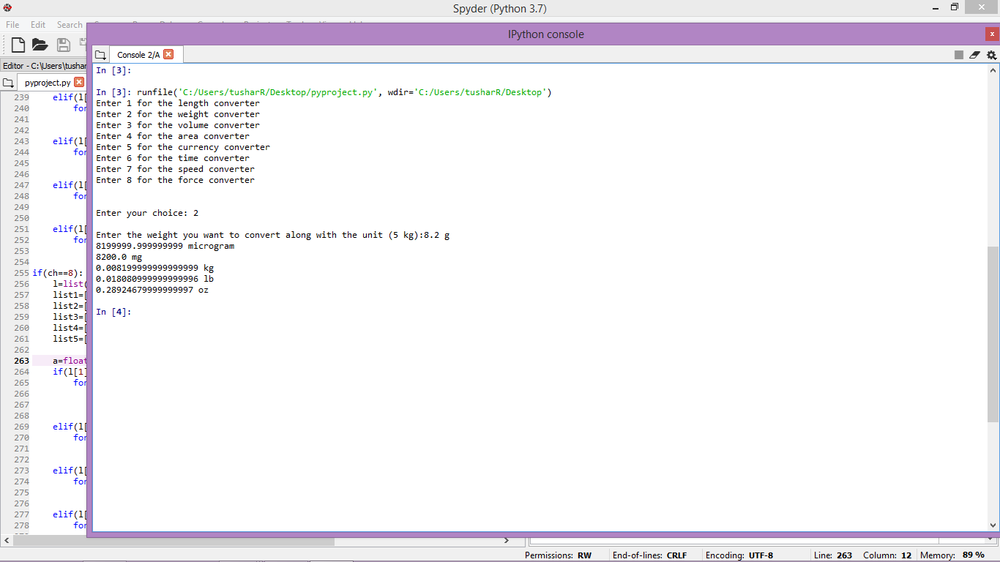 Spyder (Python 3.7)
File Edit Search
IPython console
Console 2/A
Editor - C:\Users\tushar
pyproject.py
In [3]:
In [3]: runfile('C:/Users/tusharR/Desktop/pyproject.py', wdir='C:/Users/tusharR/Desktop')
Enter 1 for the length converter
Enter 2 for the weight converter
Enter 3 for the volume converter
Enter 4 for the area converter
Enter 5 for the currency converter
Enter 6 for the time converter
Enter 7 for the speed converter
Enter 8 for the force converter
Enter your choice: 2
Enter the weight you want to convert along with the unit (5 kg):8.2 g
8199999.999999999 microgram
8200.0 mg
0.008199999999999999 kg
0.018080999999999996 lb
0.28924679999999997 oz
In [4]:
239 elif(l[
240 for
241
242
243 elif(l[
244 for
245
246
247 elif(l[
248 for
249
250
251 elif(l[
252 for
253
254
255 if(ch==8):
256 l=list(
257 list1=[
258 list2=[
259 list3=[
260 list4=[
261 list5=[
262
263 a=float
264 if(l[1]
265 for
266
267
268
269 elif(l[
270 for
271
272
273 elif(l[
274 for
275
276
277 elif(l[
278 for
Permissions: RW End-of-lines: CRLF Encoding: UTF-8 Line: 263 Column: 12 Memory: 89 %